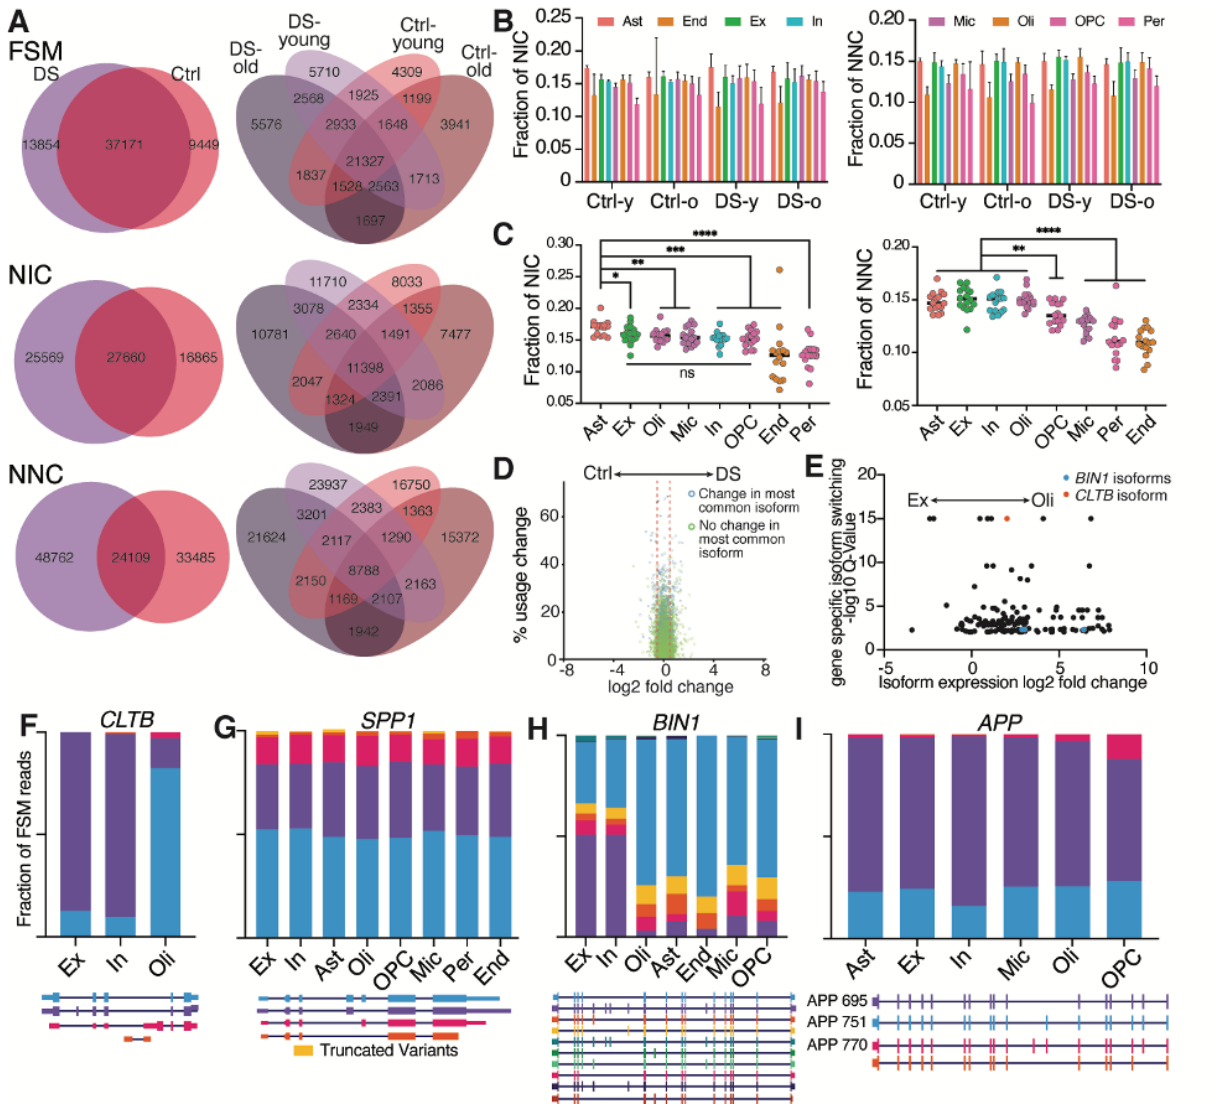 A
FSM
DS
Ctrl
13854
37171
9449
DS-
old
DS-
young
Ctrl-
young
Ctrl-
old
5710
4309
2568
1925
1199
5576
2933
1648
3941
21327
1837
1528
2563
1713
1697
NIC
25569
27660
16865
11710
8033
3078
2334
1355
10781
2640
1491
7477
11398
2047
1324
2391
2086
1949
NNC
48762
24109
33485
23937
16750
3201
2383
1363
21624
2117
1290
15372
8788
2150
1169
2107
2163
1942
B
Fraction of NIC
0.25
0.20
0.15
0.10
0.05
0
Ast
End
Ex
In
Ctrl-y
Ctrl-o
DS-y
DS-o
Fraction of NNC
0.20
0.15
0.10
0.05
0
Mic
Oli
OPC
Per
Ctrl-y
Ctrl-o
DS-y
DS-o
C
Fraction of NIC
0.30
0.25
0.20
0.15
0.10
0.05
****
***
**
*
ns
Ast
Ex
Oli
Mic
In
OPC
End
Per
Fraction of NNC
0.20
0.15
0.10
0.05
****
**
Ast
Ex
In
Oli
OPC
Mic
Per
End
D
Ctrl
DS
Change in most
common isoform
No change in
most common
isoform
% usage change
60
40
20
0
-8
-4
0
4
8
log2 fold change
E
gene specific isoform switching
-log10 Q-Value
20
15
10
5
0
Ex
Oli
BIN1 isoforms
CLTB isoform
-5
0
5
10
Isoform expression log2 fold change
F
CLTB
Fraction of FSM reads
Ex
In
Oli
G
SPP1
Ex
In
Ast
Oli
OPC
Mic
Per
End
Truncated Variants
H
BIN1
Ex
In
Oli
Ast
End
Mic
OPC
I
APP
Ast
Ex
In
Mic
Oli
OPC
APP 695
APP 751
APP 770